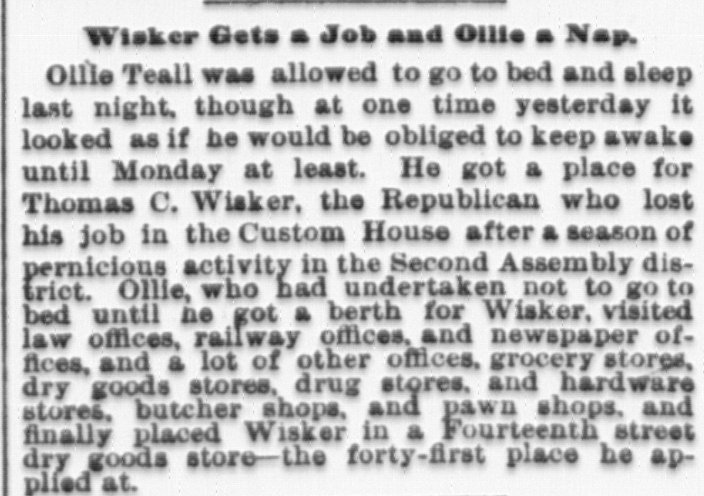 Wisker Gets a Job and Ollie a Nap.
Ollie Teall was allowed to go to bed and sleep
last night, though at one time yesterday it
looked as if he would be obliged to keep awake
until Monday at least. He got a place for
Thomas C. Wisker, the Republican who lost
his job in the Custom House after a season of
pernicious activity in the Second Assembly dis-
trict. Ollie, who had undertaken not to go to
bed until he got a berth for Wisker, visited
law offices, railway offices, and newspaper of-
fices, and a lot of other offices, grocery stores,
dry goods stores, drug stores, and hardware
stores, butcher shops, and pawn shops, and
finally placed Wisker in a Fourteenth street
dry goods store—the forty-first place he ap-
plied at.